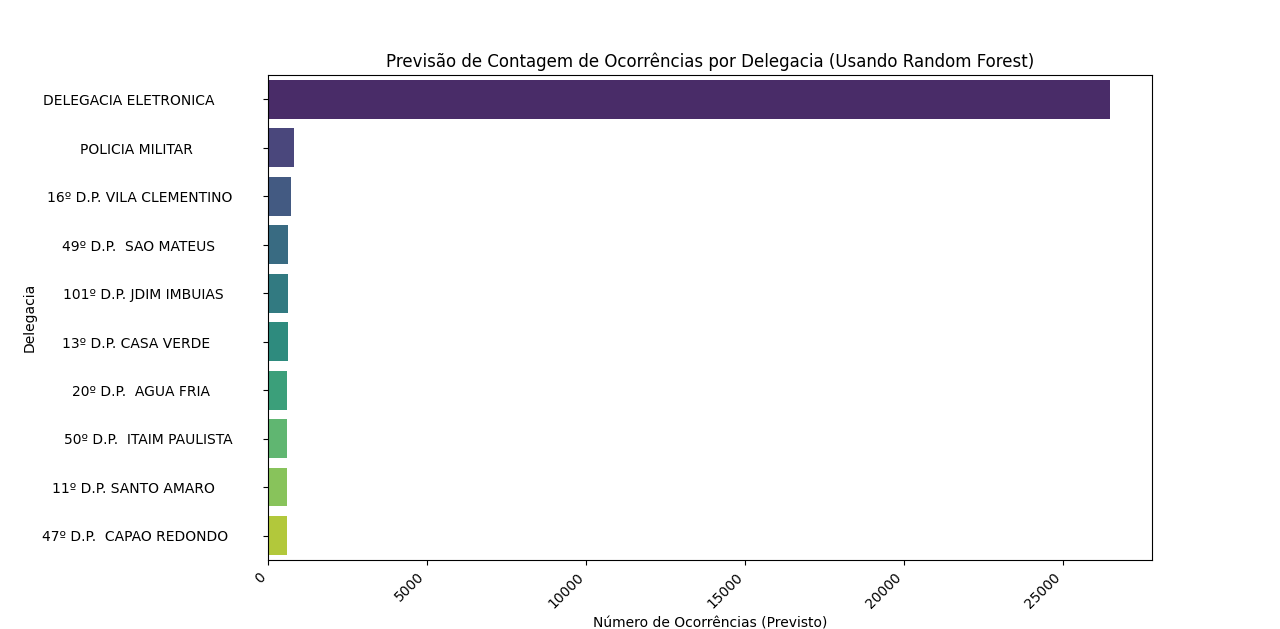 Previsão de Contagem de Ocorrências por Delegacia (Usando Random Forest)
Delegacia
DELEGACIA ELETRONICA
POLICIA MILITAR
16º D.P. VILA CLEMENTINO
49º D.P.  SAO MATEUS
101º D.P. JDIM IMBUIAS
13º D.P. CASA VERDE
20º D.P.  AGUA FRIA
50º D.P.  ITAIM PAULISTA
11º D.P. SANTO AMARO
47º D.P.  CAPAO REDONDO
0 5000 10000 15000 20000 25000
Número de Ocorrências (Previsto)